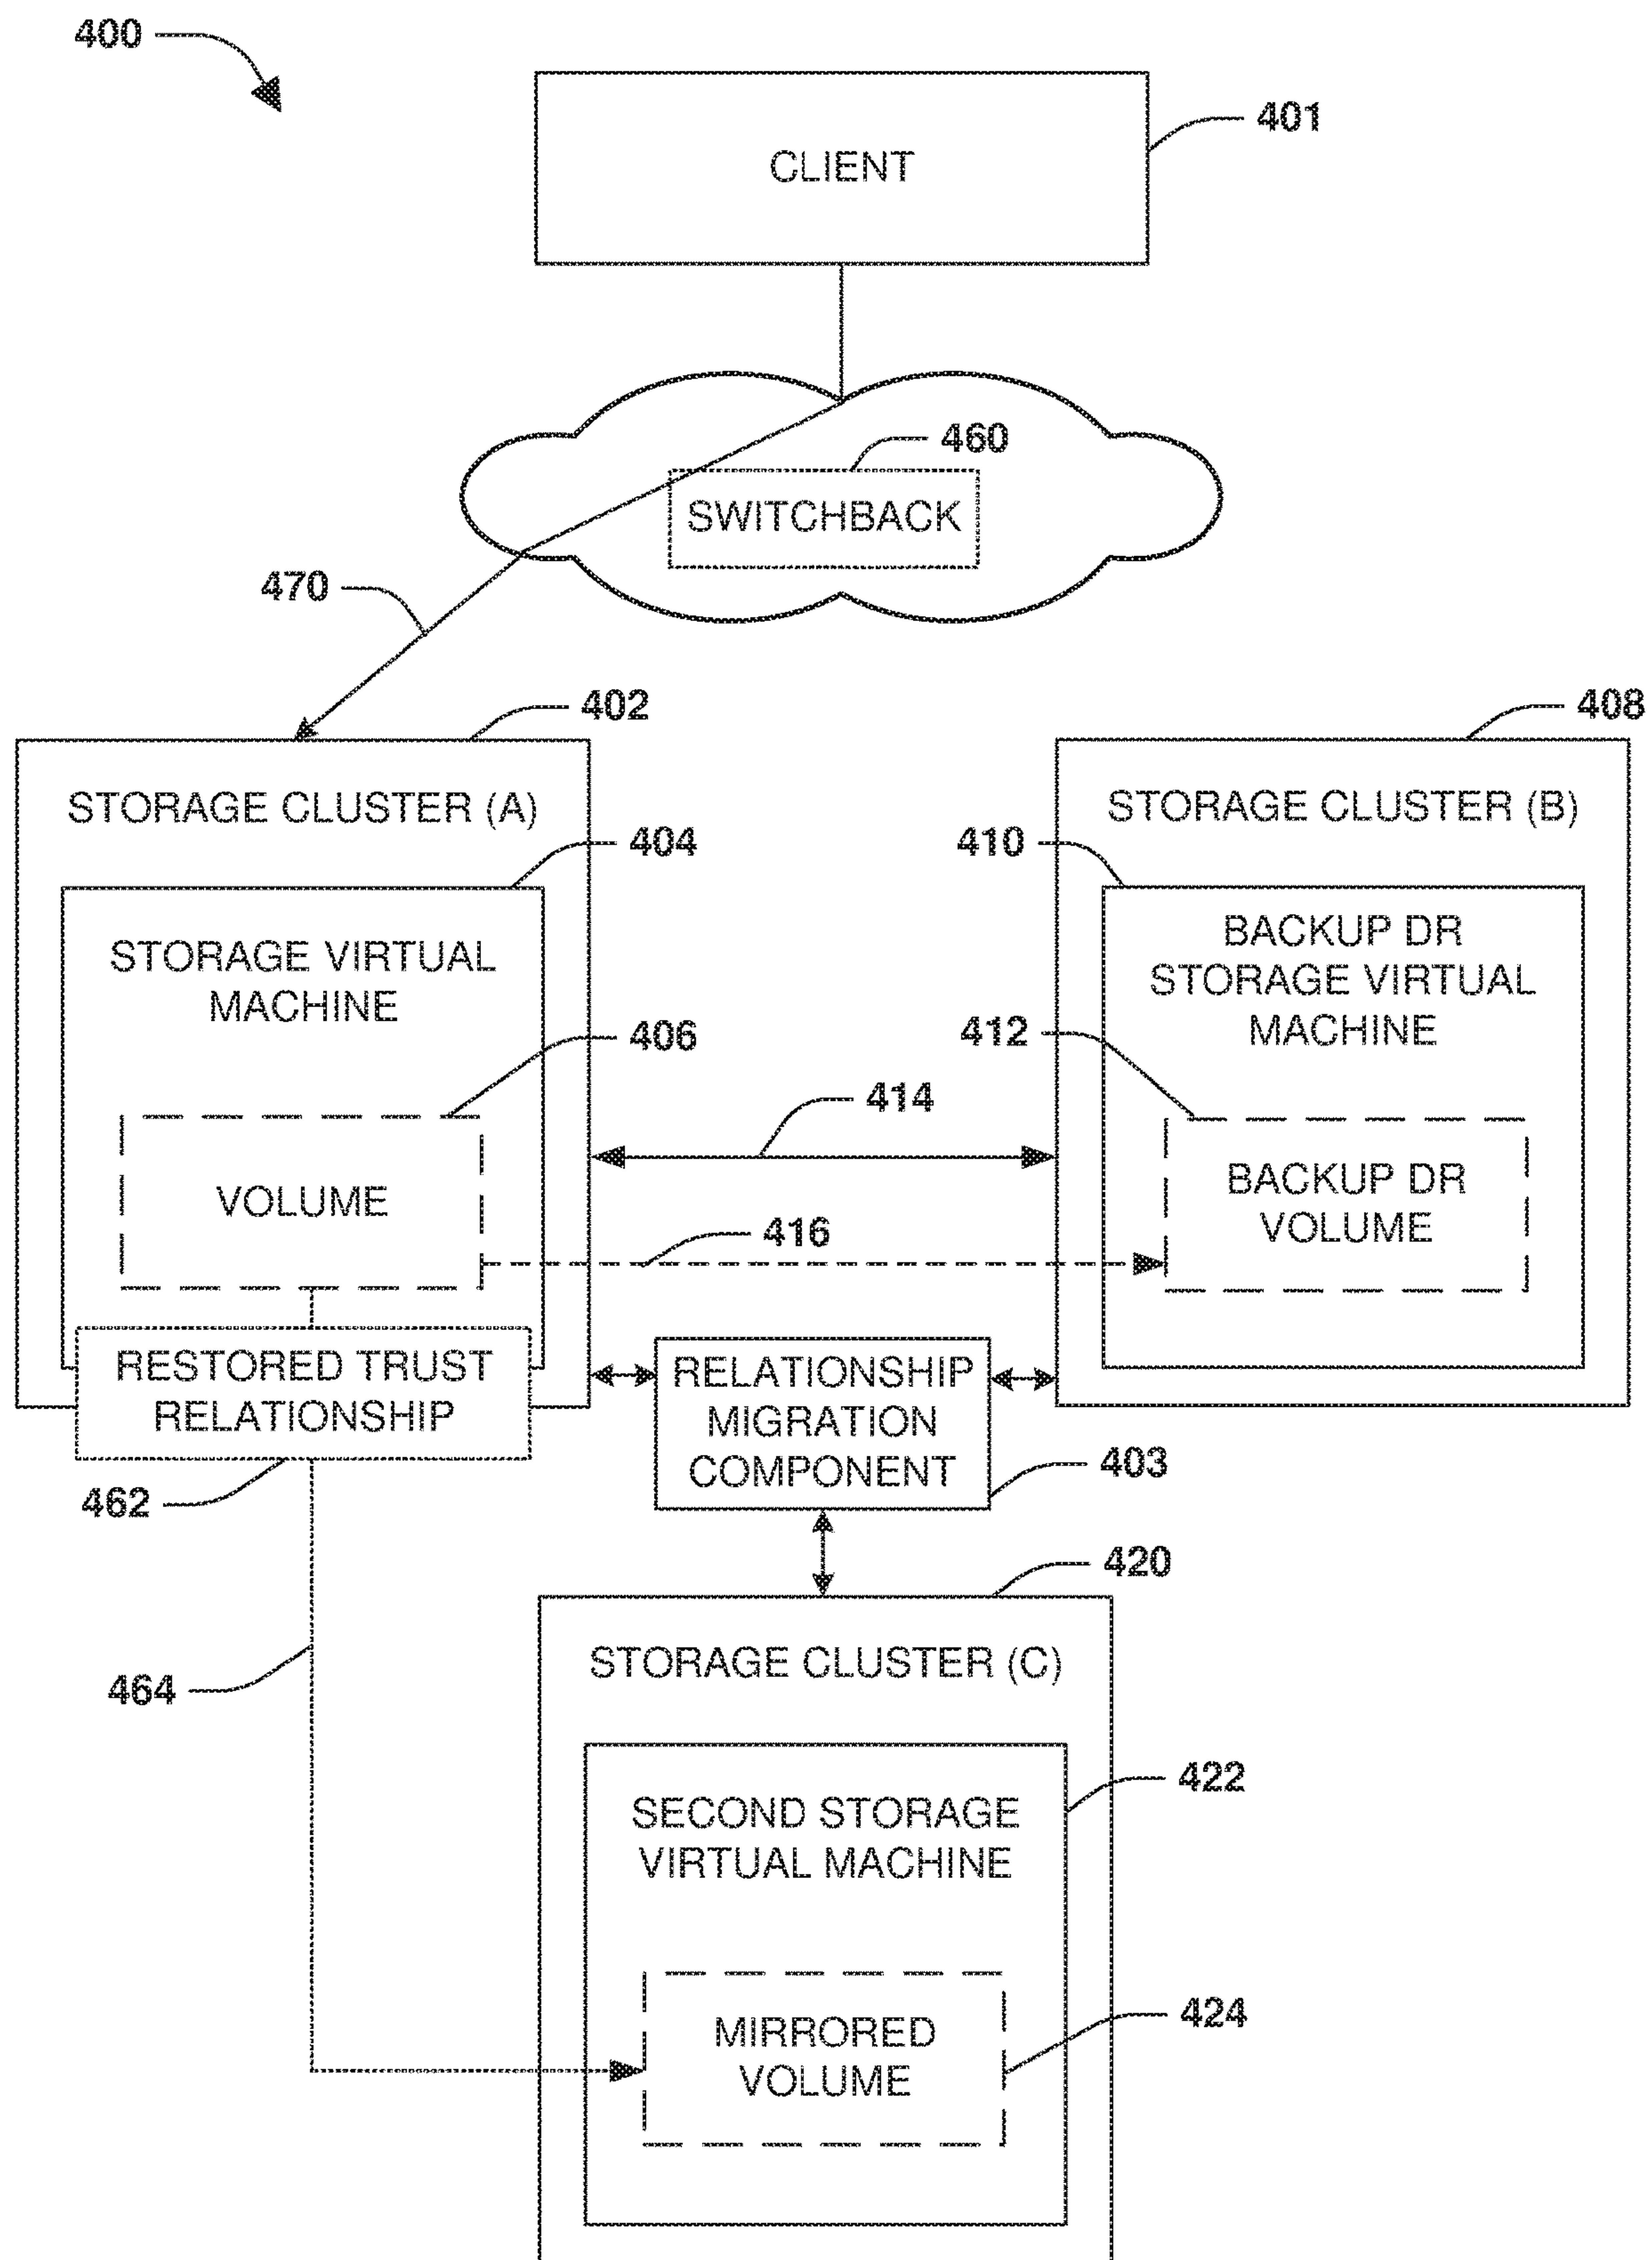 400
CLIENT
401
460
SWITCHBACK
470
402
408
STORAGE CLUSTER (A)
STORAGE CLUSTER (B)
404
410
STORAGE VIRTUAL
MACHINE
BACKUP DR
STORAGE VIRTUAL
MACHINE
406
412
414
VOLUME
BACKUP DR
VOLUME
416
RESTORED TRUST
RELATIONSHIP
RELATIONSHIP
MIGRATION
COMPONENT
403
462
420
STORAGE CLUSTER (C)
464
422
SECOND STORAGE
VIRTUAL MACHINE
MIRRORED
VOLUME
424